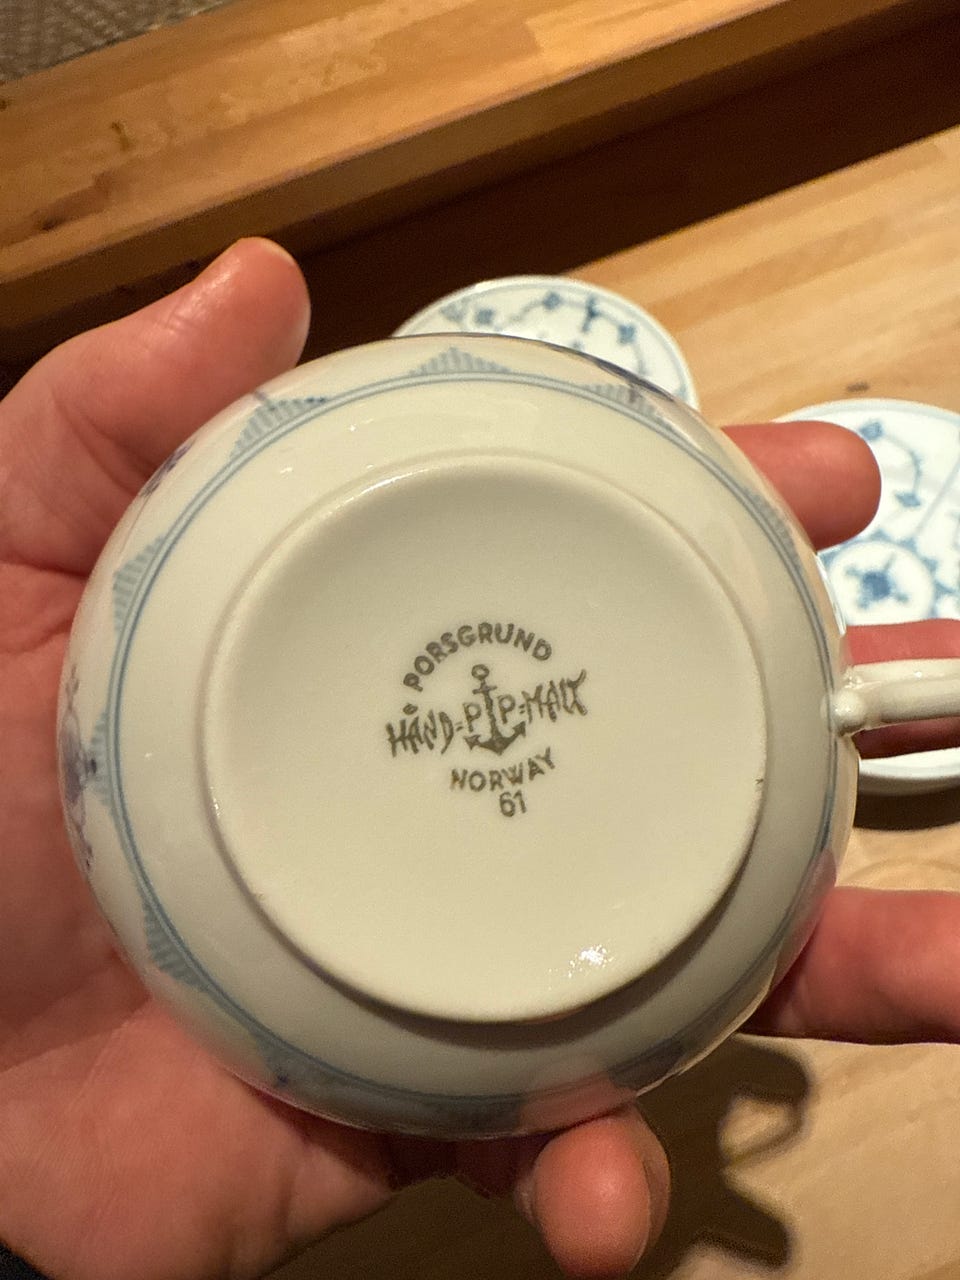 PORSGRUND
HÅND=P P=MALT
NORWAY
61